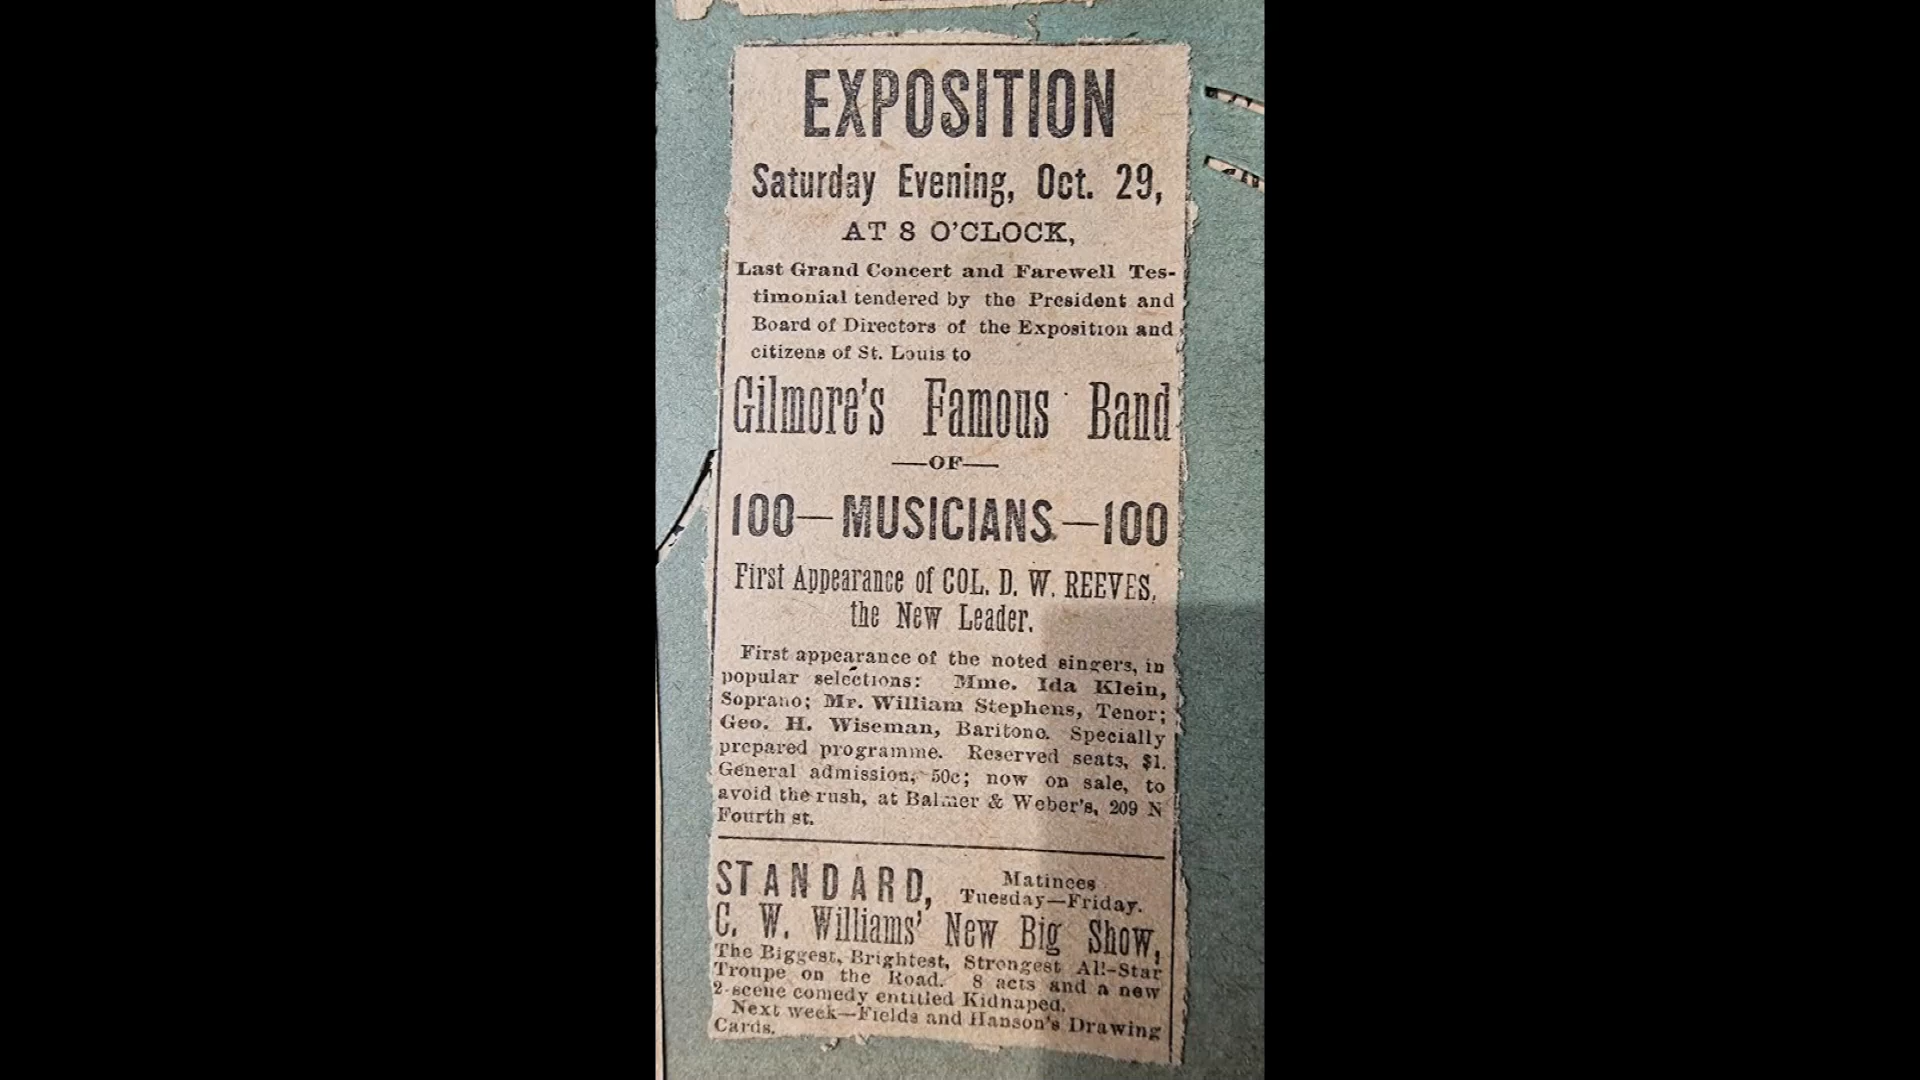 EXPOSITION
Saturday Evening, Oct. 29,
AT 8 O'CLOCK,
Last Grand Concert and Farewell Tes-
timonial tendered by the President and
Board of Directors of the Exposition and
citizens of St. Louis to
Gilmore's Famous Band
—OF—
100—MUSICIANS—100
First Appearance of COL. D. W. REEVES,
the New Leader.
First appearance of the noted singers, in
popular selections: Mme. Ida Klein,
Soprano; Mr. William Stephens, Tenor;
Geo. H. Wiseman, Baritone. Specially
prepared programme. Reserved seats, $1.
General admission, 50c; now on sale, to
avoid the rush, at Balmer & Weber's, 209 N
Fourth st.
STANDARD, Matinees
Tuesday—Friday.
C. W. Williams' New Big Show,
The Biggest, Brightest, Strongest All-Star
Troupe on the Road. 8 acts and a new
2-scene comedy entitled Kidnaped.
Next week—Fields and Hanson's Drawing
Cards.